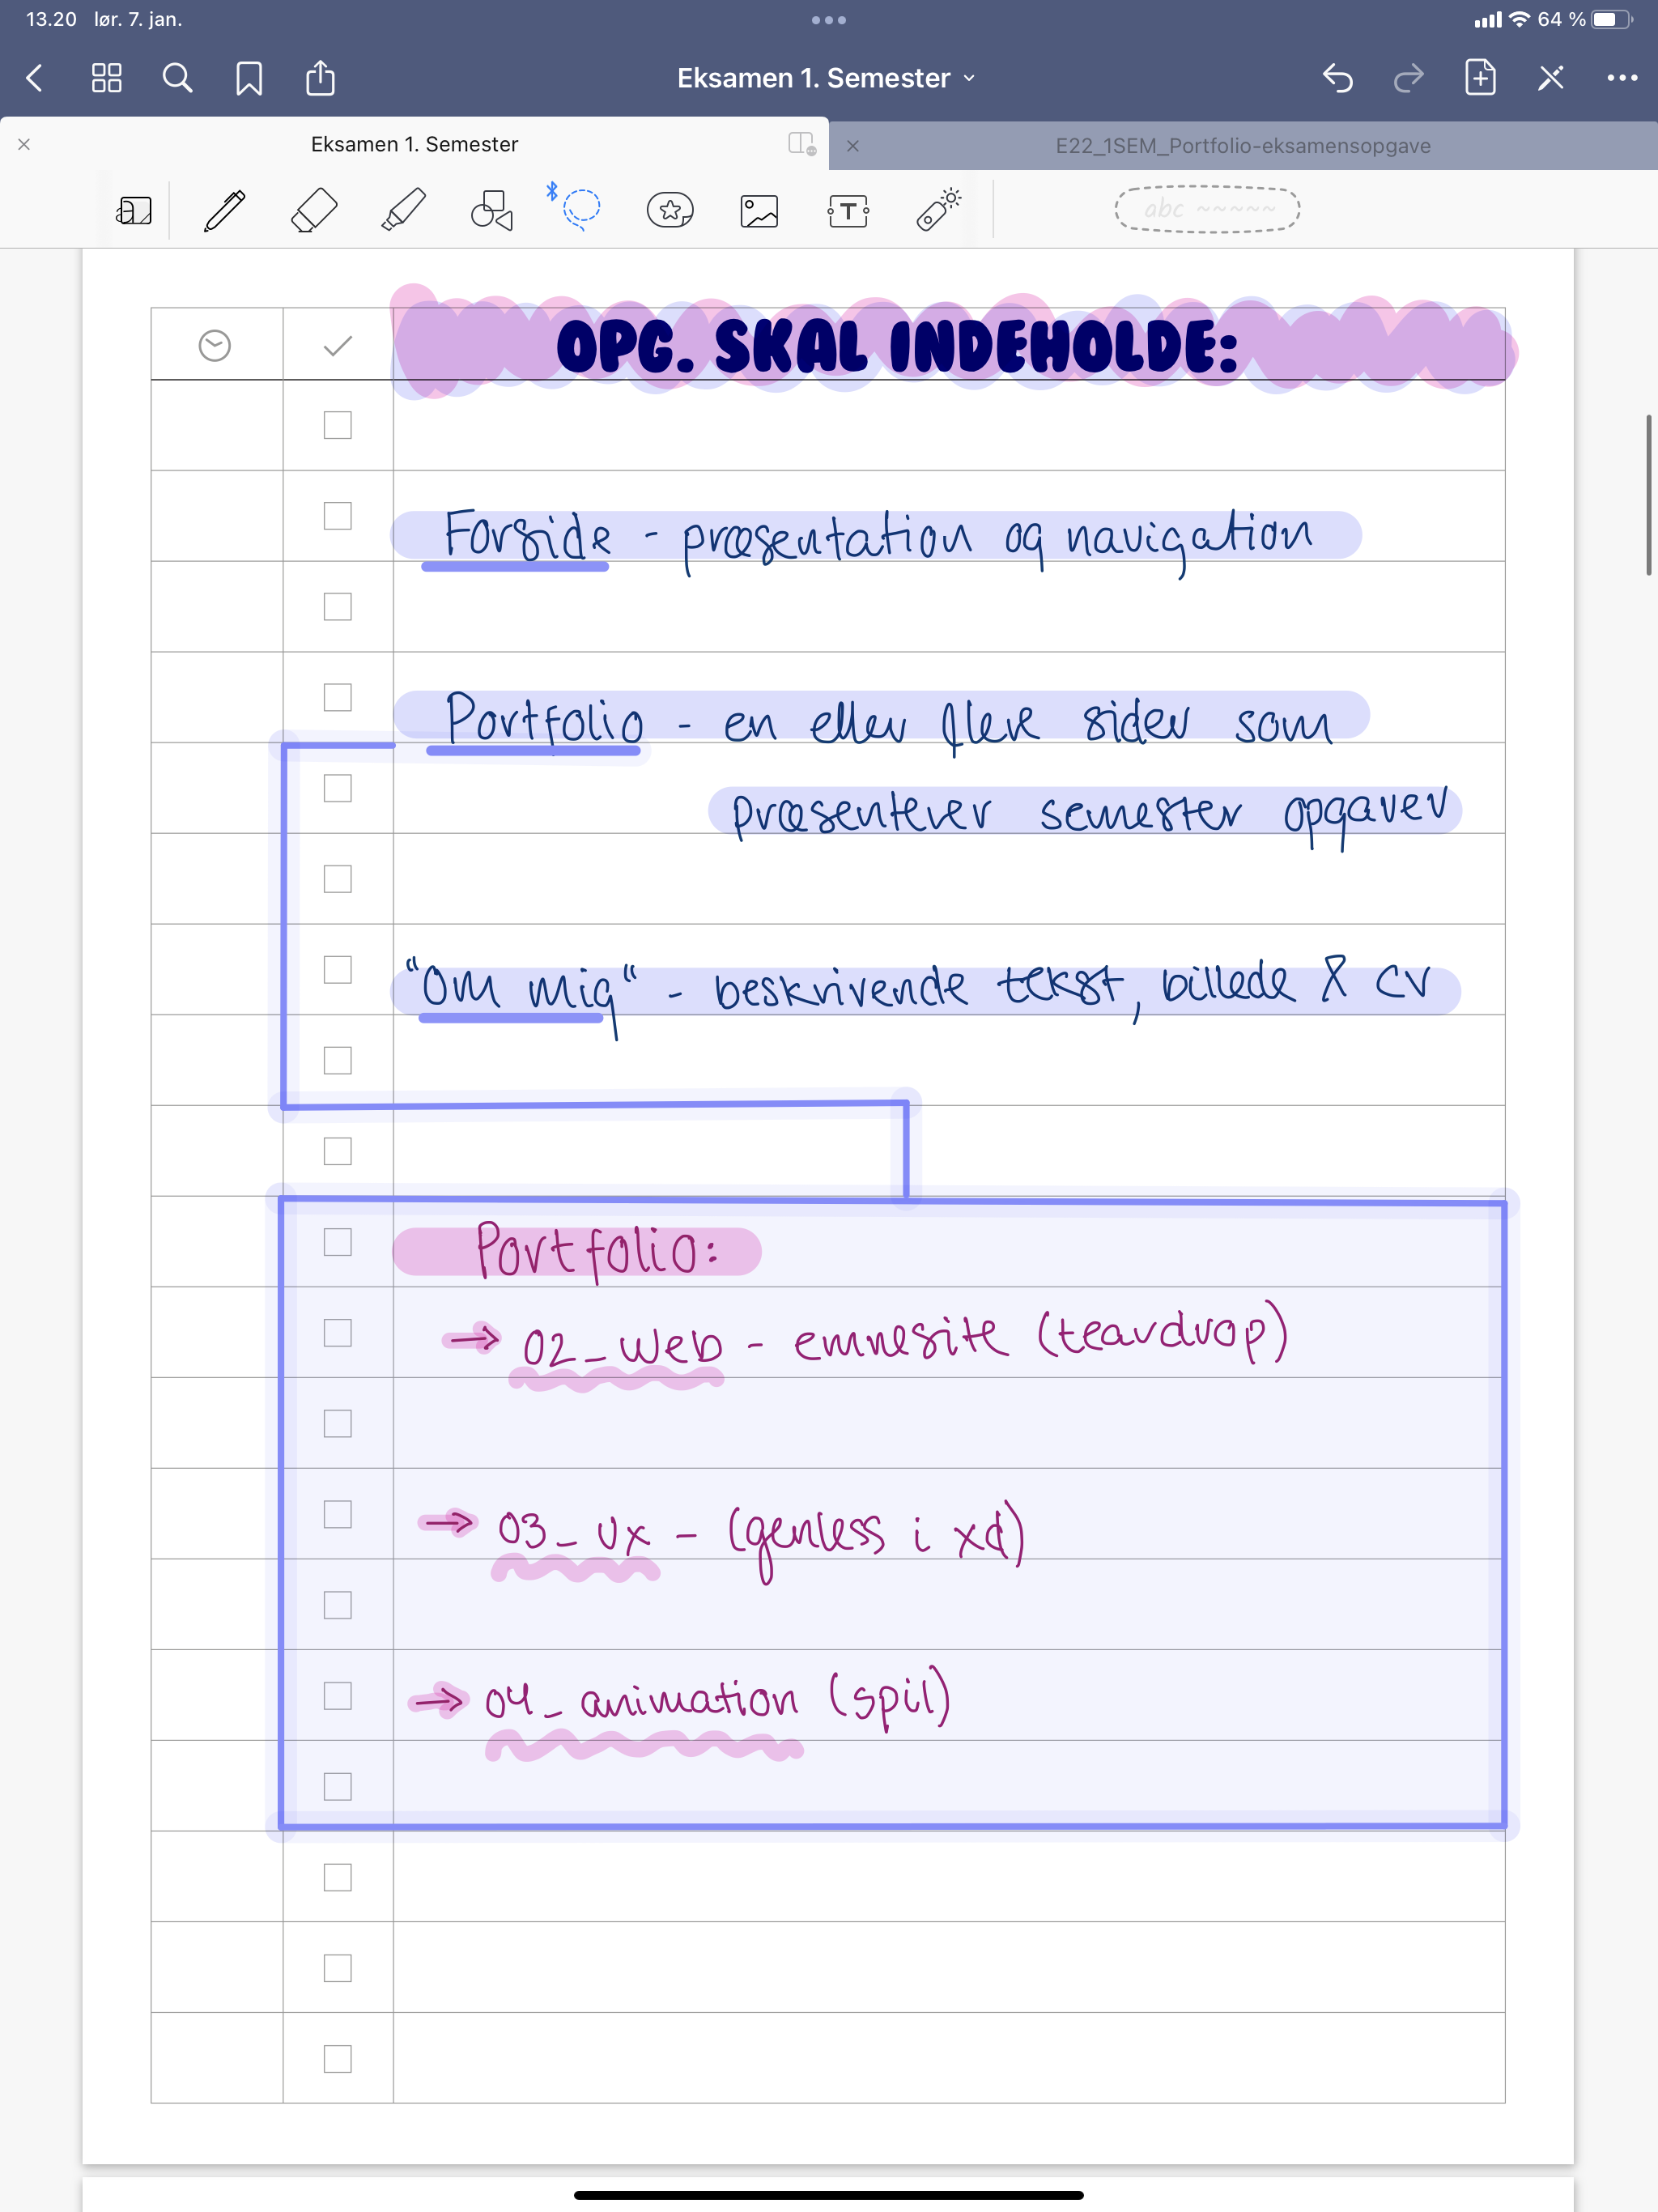 13.20 lør. 7. jan.
64 %
Eksamen 1. Semester
Eksamen 1. Semester
E22_1SEM_Portfolio-eksamensopgave
abc
OPG. SKAL INDEHOLDE:
Forside - præsentation og navigation
Portfolio - en eller flere sider som
præsenterer semester opgaver
"Om mig" - beskrivende tekst, billede & CV
Portfolio:
→ 02_web - emnesite (teardrop)
→ 03_UX - (genless i xd)
→ 04_animation (spil)